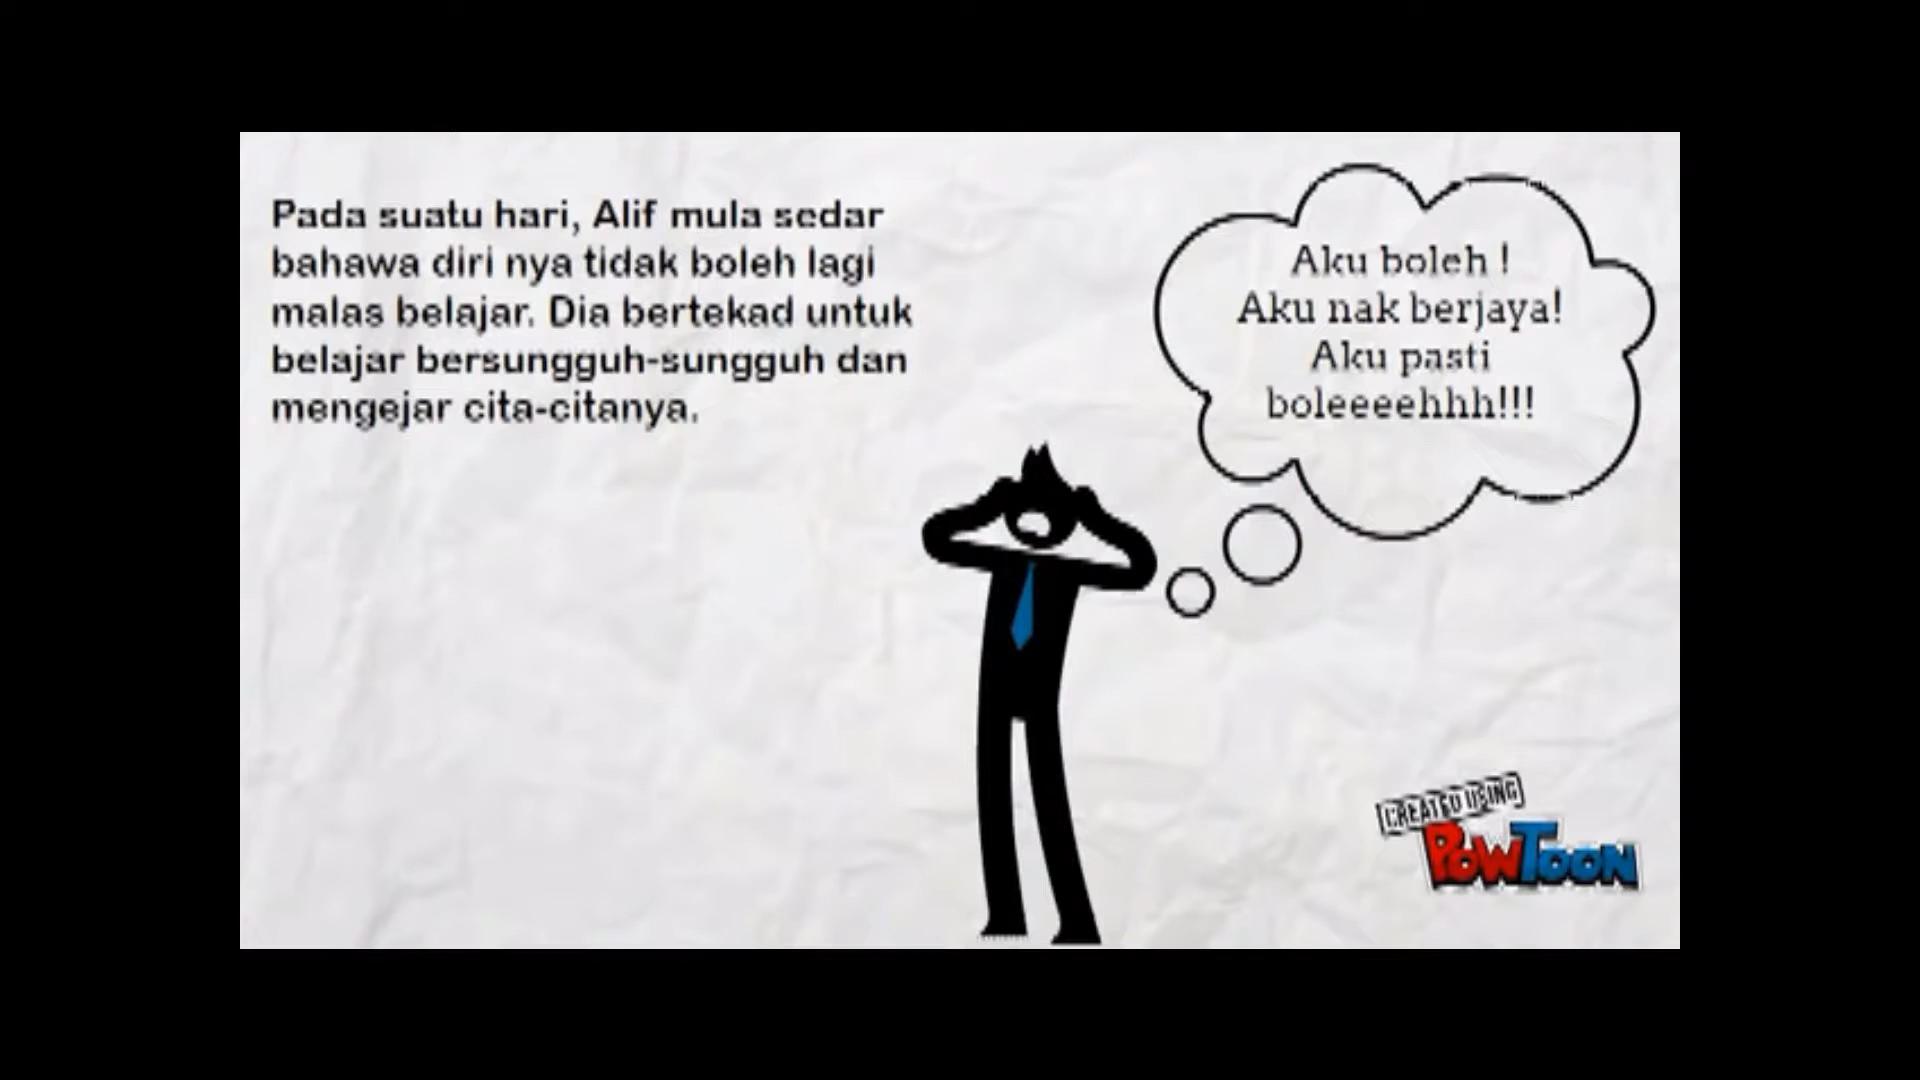 Pada suatu hari, Alif mula sedar
bahawa diri nya tidak boleh lagi
malas belajar. Dia bertekad untuk
belajar bersungguh-sungguh dan
mengejar cita-citanya.
Aku boleh !
Aku nak berjaya!
Aku pasti
boleeeehhh!!!
CREATED USING
POWTOON